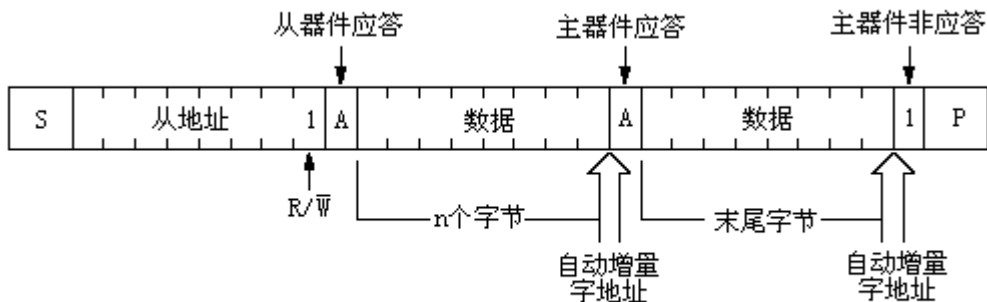 从器件应答 主器件应答 主器件非应答
S 从地址 1 A 数据 A 数据 1 P
R/W̅ n个字节 末尾字节
自动增量 自动增量
字地址 字地址